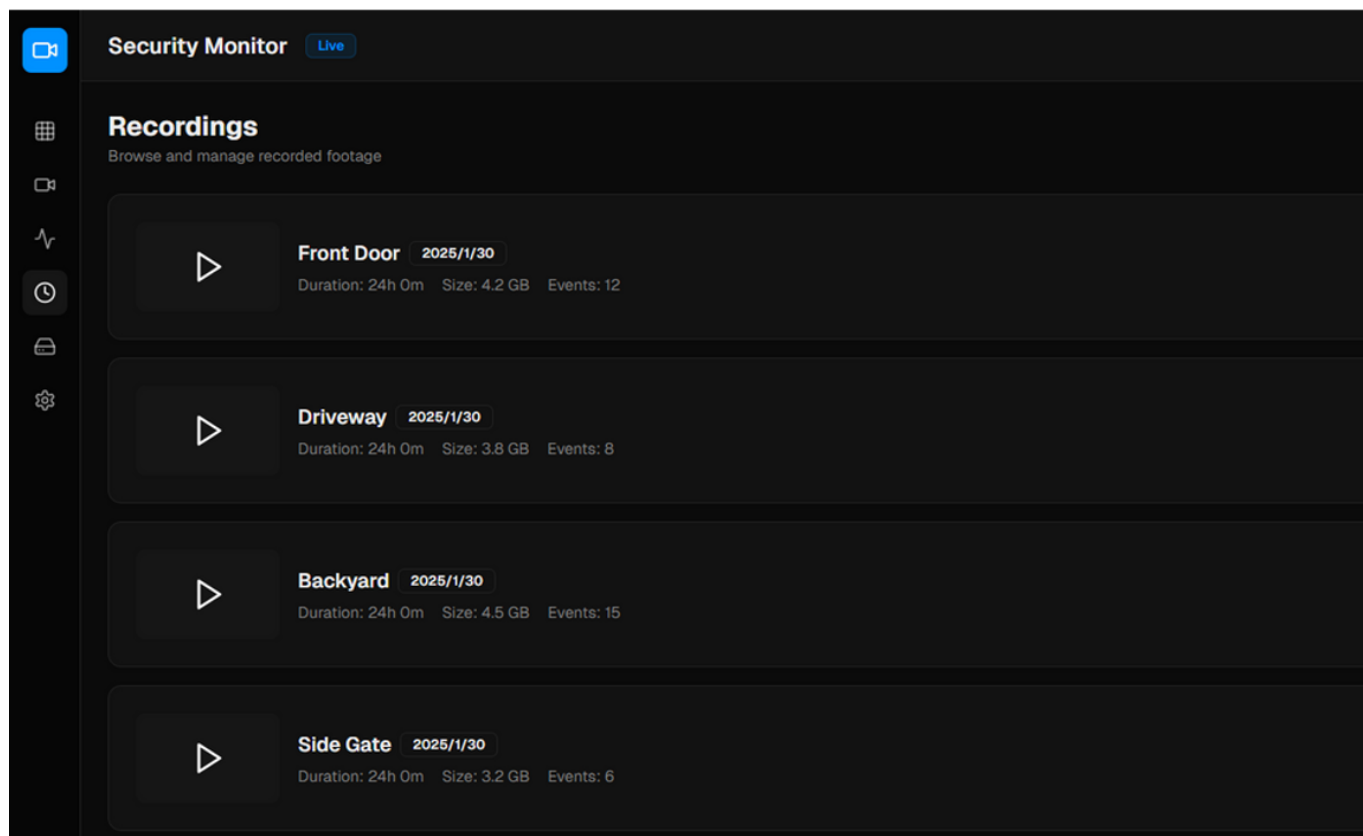 Security Monitor Live
Recordings
Browse and manage recorded footage
Front Door 2025/1/30
Duration: 24h 0m Size: 4.2 GB Events: 12
Driveway 2025/1/30
Duration: 24h 0m Size: 3.8 GB Events: 8
Backyard 2025/1/30
Duration: 24h 0m Size: 4.5 GB Events: 15
Side Gate 2025/1/30
Duration: 24h 0m Size: 3.2 GB Events: 6